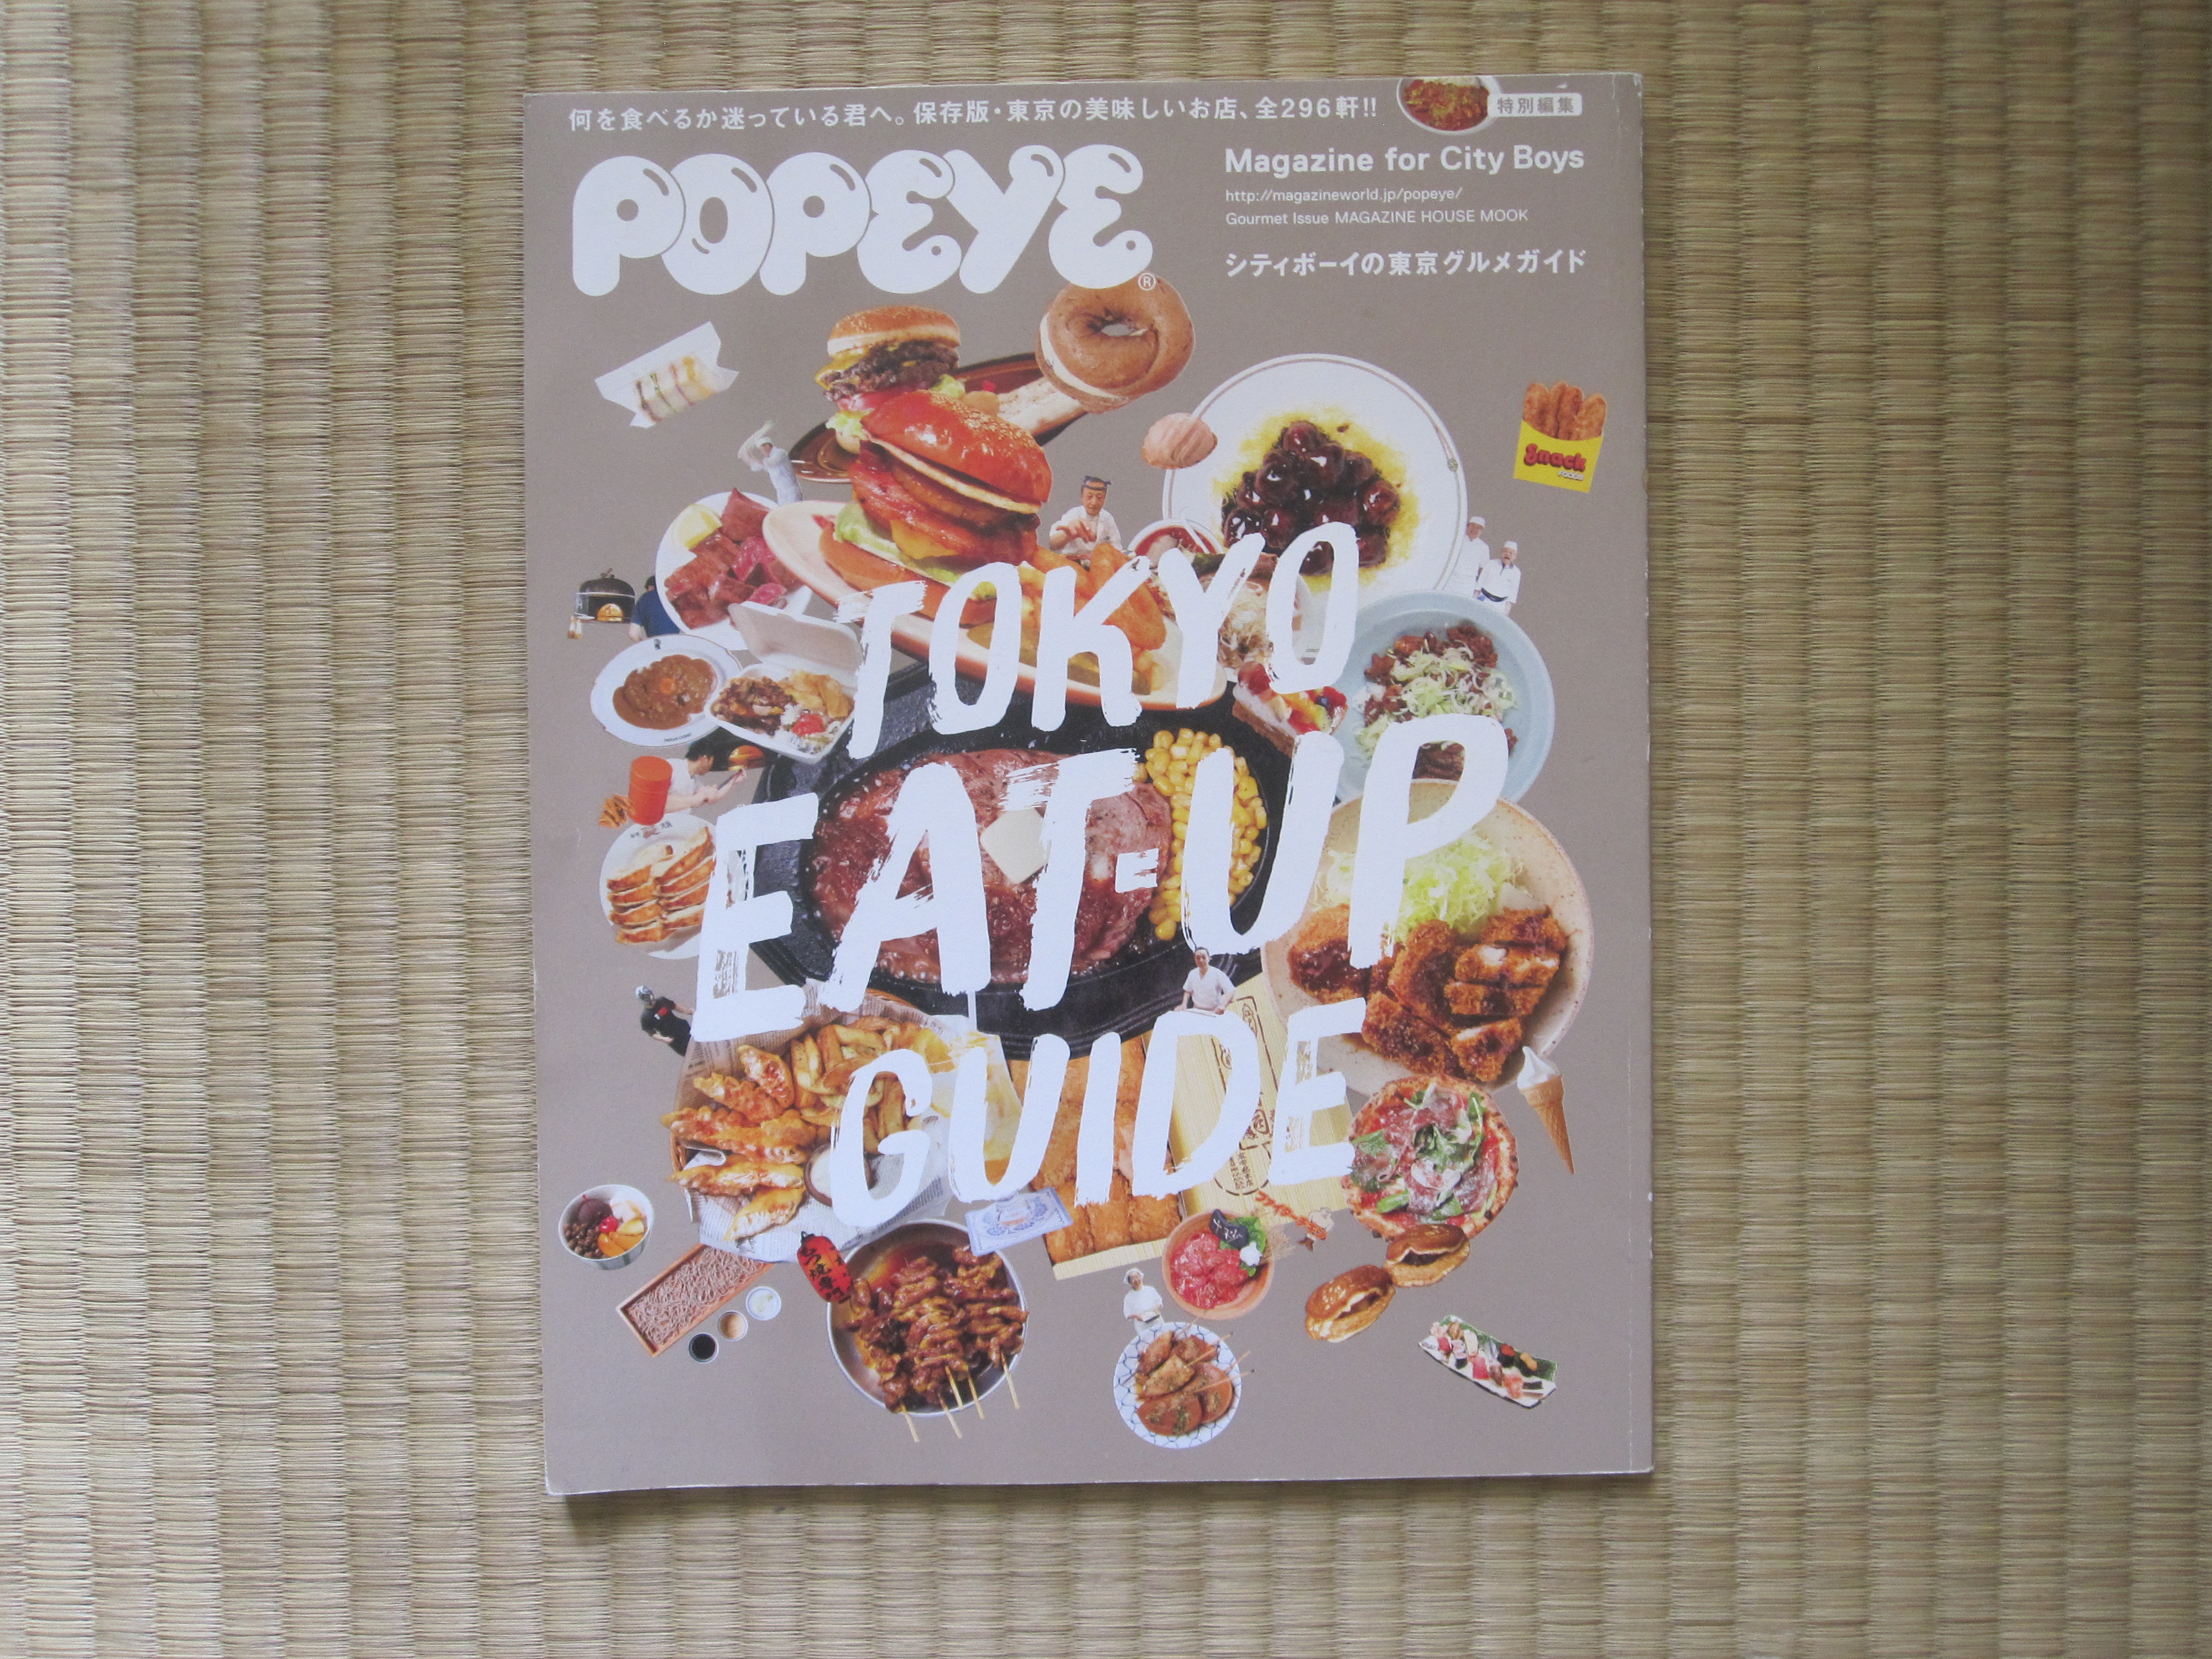 何を食べるか迷っている君へ。保存版・東京の美味しいお店、全296軒!!
特別編集
POPEYE®
Magazine for City Boys
http://magazineworld.jp/popeye/
Gourmet Issue MAGAZINE HOUSE MOOK
シティボーイの東京グルメガイド
Snack
TOKYO
EAT-UP
GUIDE